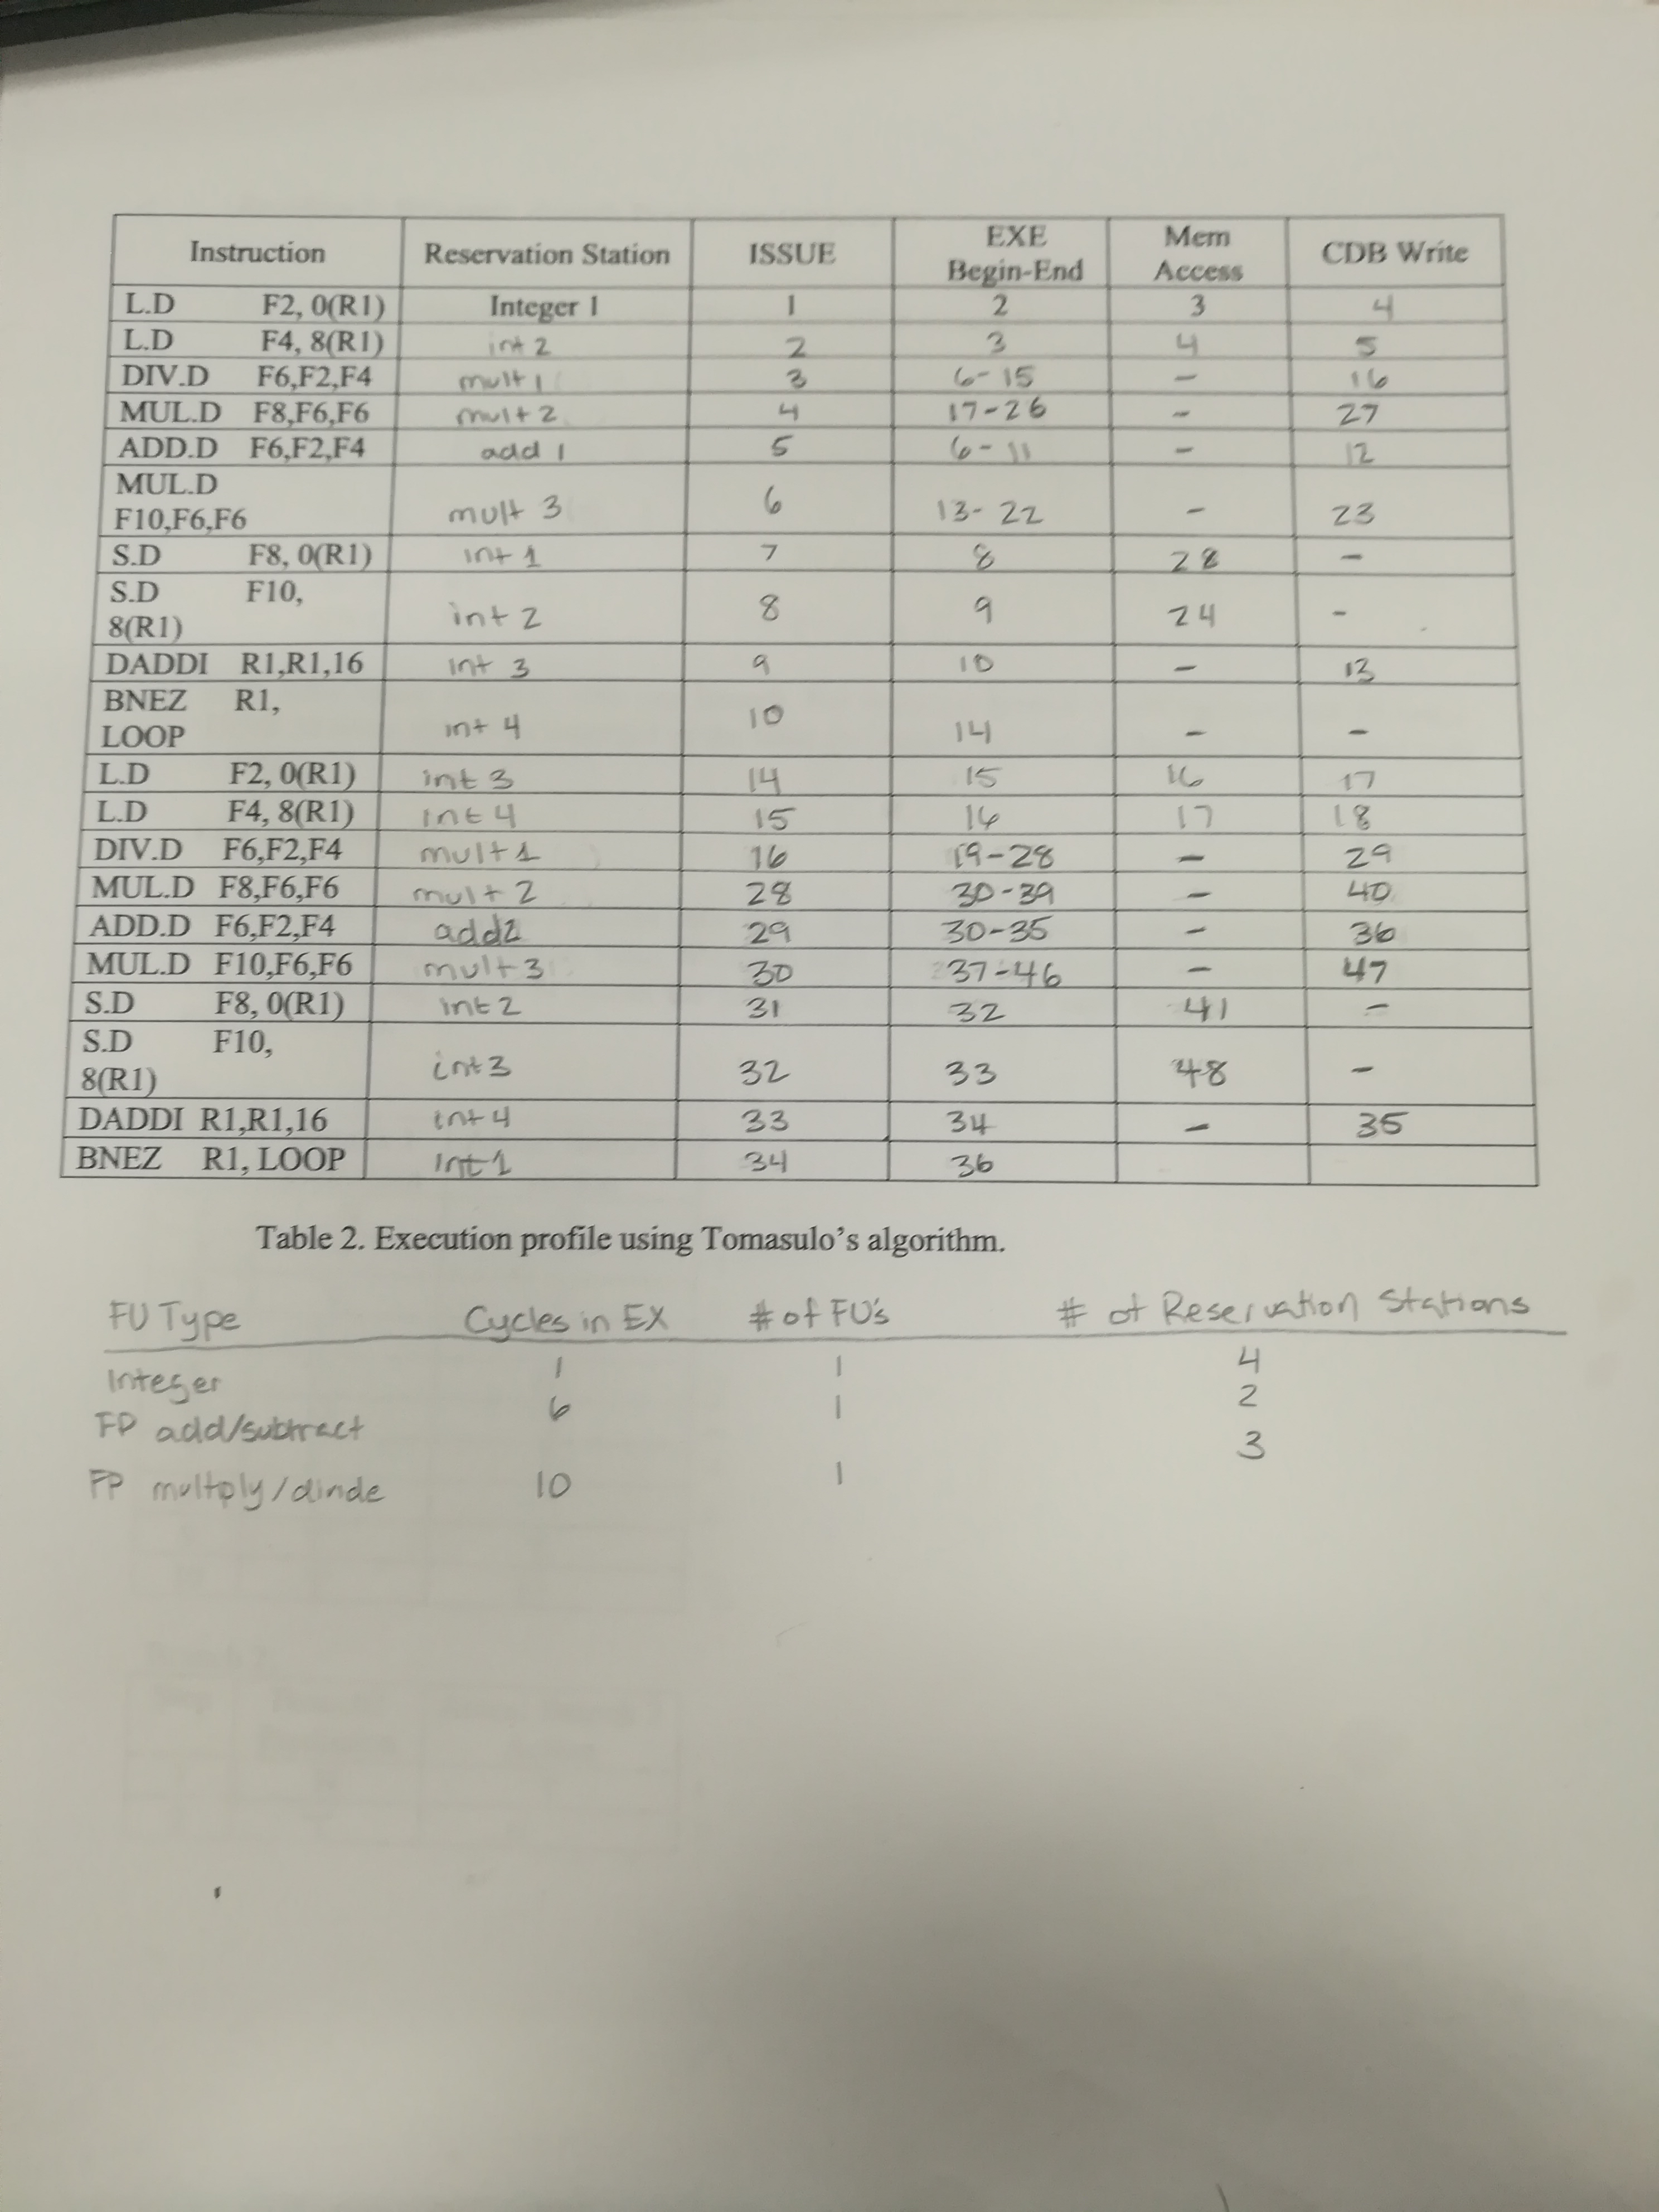 Instruction Reservation Station ISSUE EXE Begin-End Mem Access CDB Write
L.D F2, 0(R1) Integer 1 1 2 3 4
L.D F4, 8(R1) int 2 2 3 4 5
DIV.D F6,F2,F4 mult 1 3 6-15 - 16
MUL.D F8,F6,F6 mult 2 4 17-26 - 27
ADD.D F6,F2,F4 add 1 5 6-11 - 12
MUL.D
F10,F6,F6 mult 3 6 13-22 - 23
S.D F8, 0(R1) int 1 7 8 28 -
S.D F10,
8(R1) int 2 8 9 24 -
DADDI R1,R1,16 int 3 9 10 - 13
BNEZ R1,
LOOP int 4 10 14 - -
L.D F2, 0(R1) int 3 14 15 16 17
L.D F4, 8(R1) int 4 15 16 17 18
DIV.D F6,F2,F4 mult 1 16 19-28 - 29
MUL.D F8,F6,F6 mult 2 28 30-39 - 40
ADD.D F6,F2,F4 add2 29 30-35 - 36
MUL.D F10,F6,F6 mult 3 30 37-46 - 47
S.D F8, 0(R1) int 2 31 32 41 -
S.D F10,
8(R1) int 3 32 33 48 -
DADDI R1,R1,16 int 4 33 34 - 35
BNEZ R1, LOOP int 1 34 36
Table 2. Execution profile using Tomasulo's algorithm.
FU Type Cycles in EX # of FU's # of Reservation Stations
Integer 1 1 4
FP add/subtract 6 1 2
FP multiply/divide 10 1 3